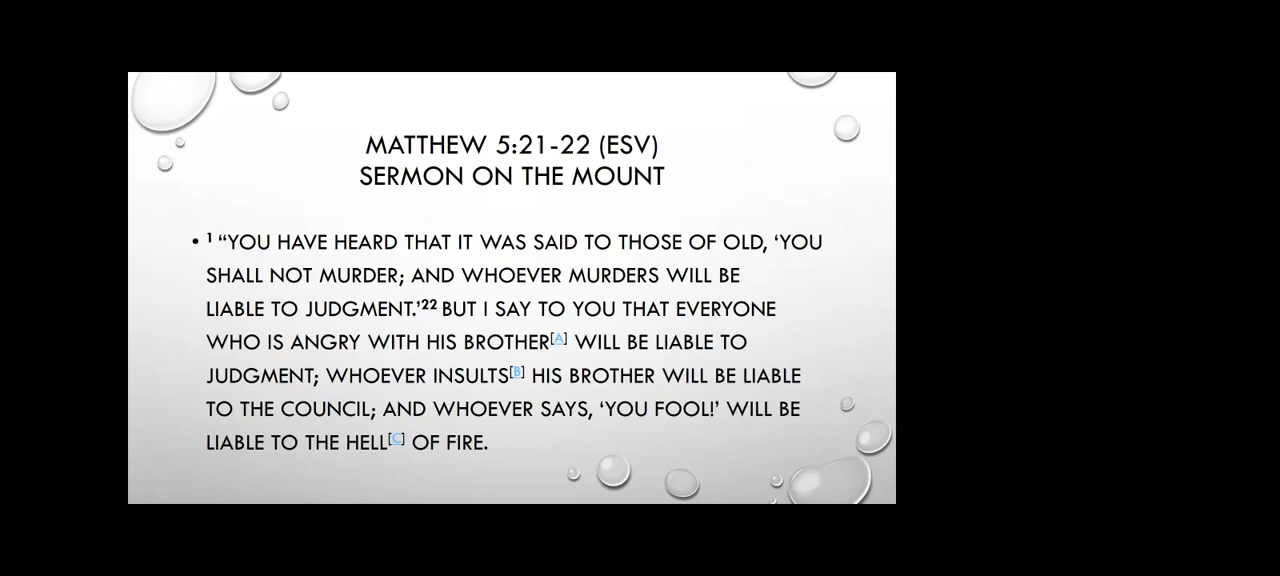 MATTHEW 5:21-22 (ESV)
SERMON ON THE MOUNT
• ¹ “YOU HAVE HEARD THAT IT WAS SAID TO THOSE OF OLD, ‘YOU
SHALL NOT MURDER; AND WHOEVER MURDERS WILL BE
LIABLE TO JUDGMENT.’²² BUT I SAY TO YOU THAT EVERYONE
WHO IS ANGRY WITH HIS BROTHER[A] WILL BE LIABLE TO
JUDGMENT; WHOEVER INSULTS[B] HIS BROTHER WILL BE LIABLE
TO THE COUNCIL; AND WHOEVER SAYS, ‘YOU FOOL!’ WILL BE
LIABLE TO THE HELL[C] OF FIRE.